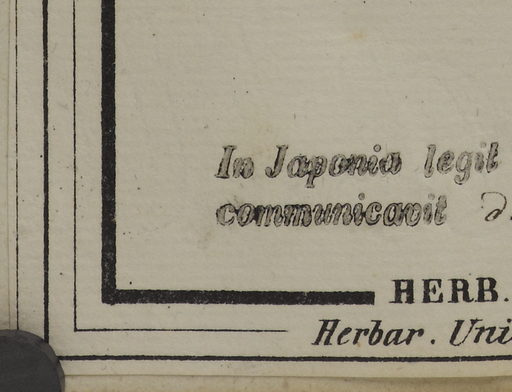 In Japonia legit
communicavit d.
HERB.
Herbar. Uni